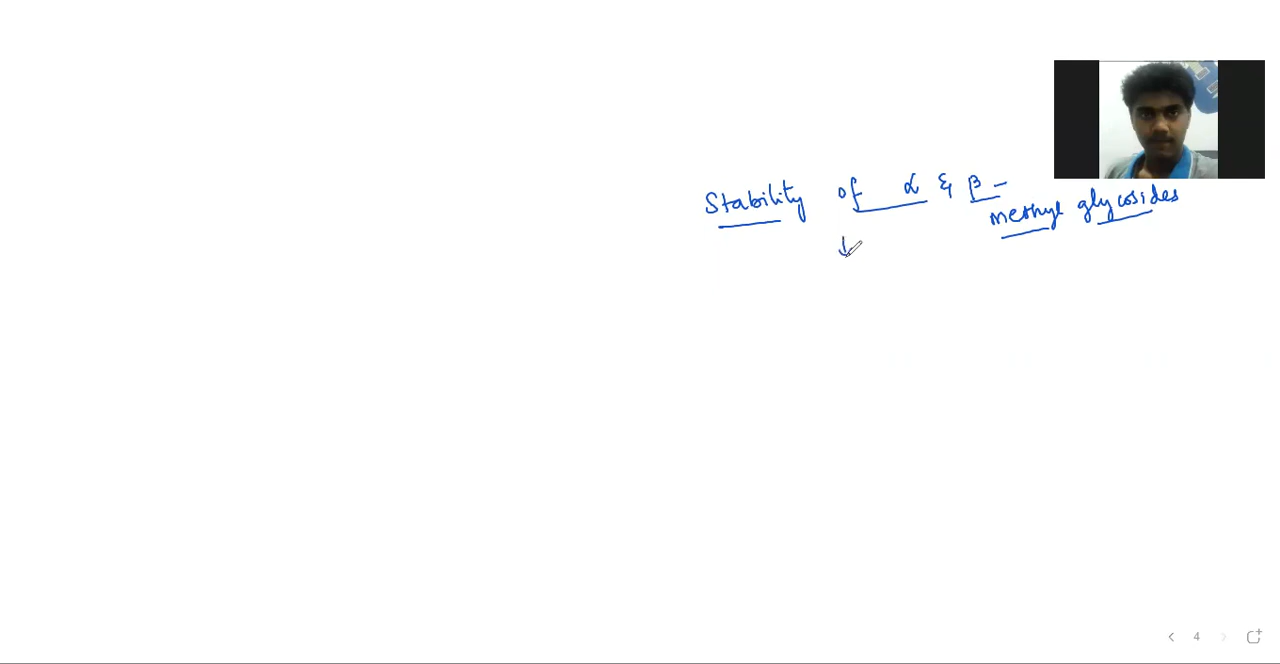 Stability of α & β-
methyl glycosides
↓
4